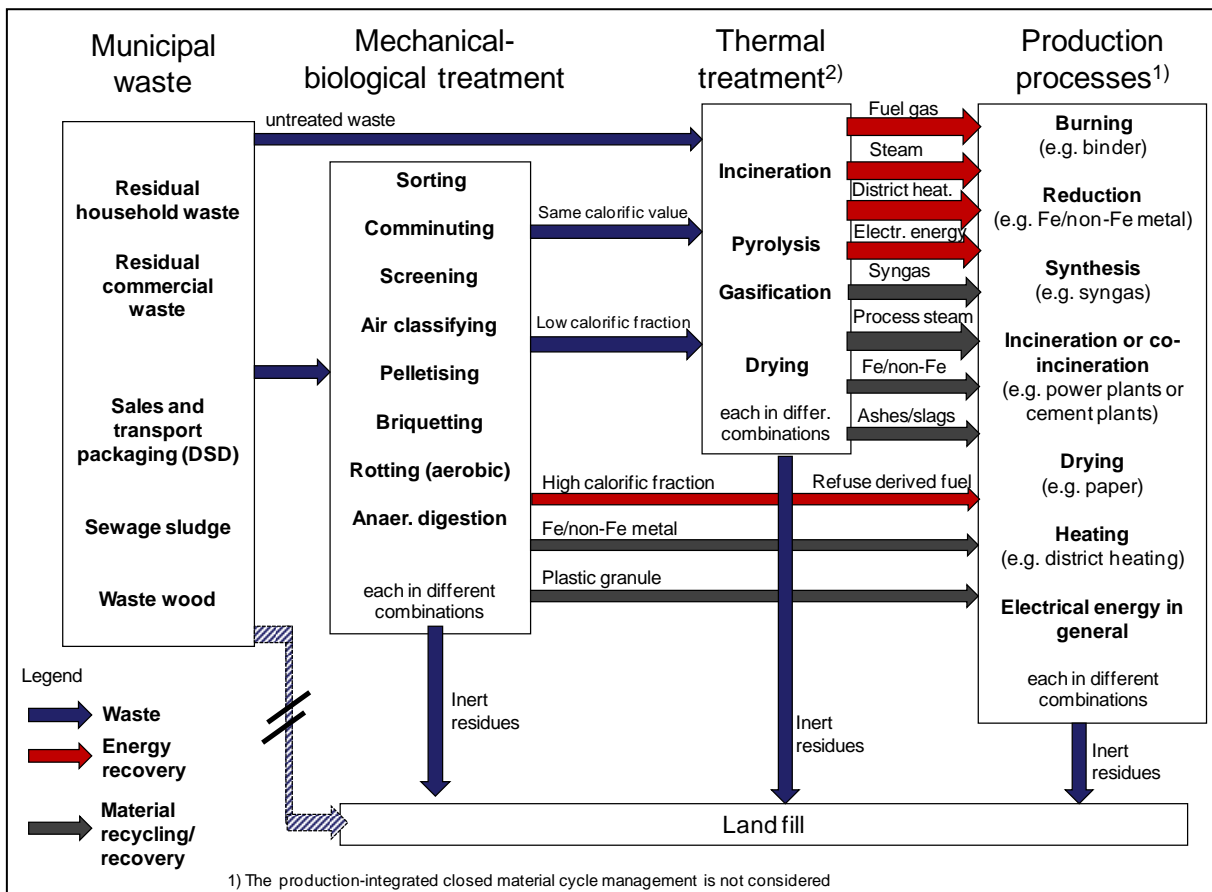 Municipal
waste
Mechanical-
biological treatment
Thermal
treatment2)
Production
processes1)
untreated waste
Residual
household waste
Residual
commercial
waste
Sales and
transport
packaging (DSD)
Sewage sludge
Waste wood
Sorting
Comminuting
Screening
Air classifying
Pelletising
Briquetting
Rotting (aerobic)
Anaer. digestion
each in different
combinations
Same calorific value
Low calorific fraction
High calorific fraction
Refuse derived fuel
Fe/non-Fe metal
Plastic granule
Incineration
Pyrolysis
Gasification
Drying
each in differ.
combinations
Fuel gas
Steam
District heat.
Electr. energy
Syngas
Process steam
Fe/non-Fe
Ashes/slags
Burning
(e.g. binder)
Reduction
(e.g. Fe/non-Fe metal)
Synthesis
(e.g. syngas)
Incineration or co-
incineration
(e.g. power plants or
cement plants)
Drying
(e.g. paper)
Heating
(e.g. district heating)
Electrical energy in
general
each in different
combinations
Legend
Waste
Energy
recovery
Material
recycling/
recovery
Inert
residues
Inert
residues
Inert
residues
Land fill
1) The production-integrated closed material cycle management is not considered